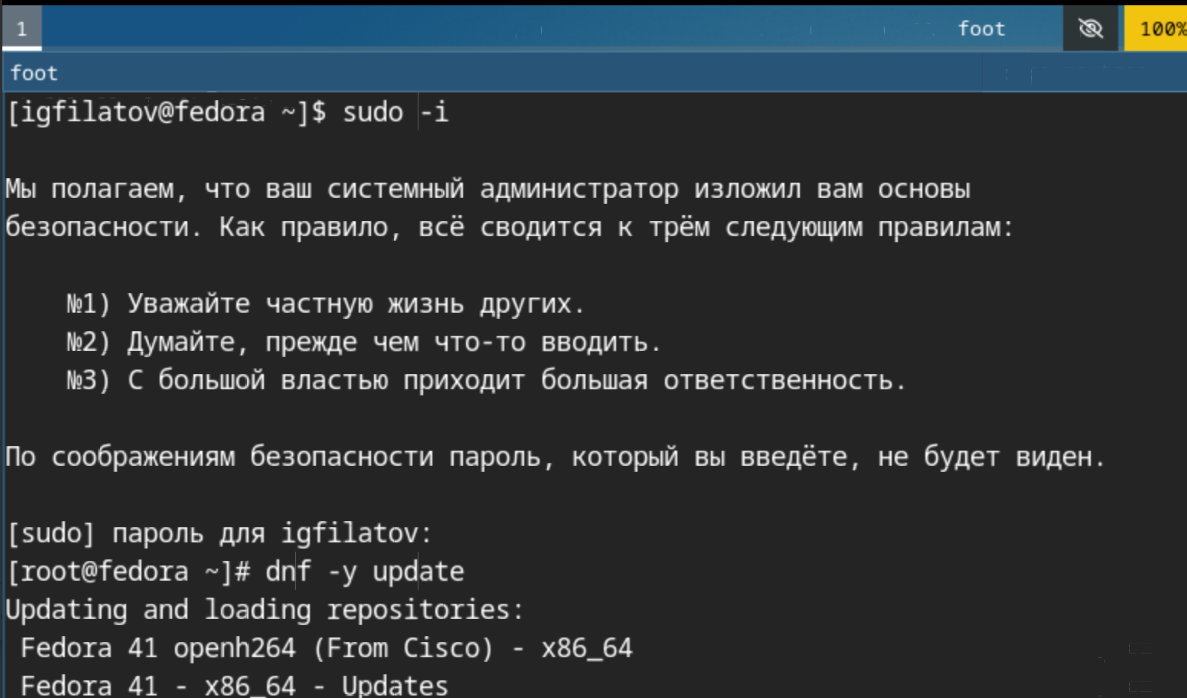 1 foot 100%
foot
[igfilatov@fedora ~]$ sudo -i
Мы полагаем, что ваш системный администратор изложил вам основы
безопасности. Как правило, всё сводится к трём следующим правилам:
№1) Уважайте частную жизнь других.
№2) Думайте, прежде чем что-то вводить.
№3) С большой властью приходит большая ответственность.
По соображениям безопасности пароль, который вы введёте, не будет виден.
[sudo] пароль для igfilatov:
[root@fedora ~]# dnf -y update
Updating and loading repositories:
Fedora 41 openh264 (From Cisco) - x86_64
Fedora 41 - x86_64 - Updates